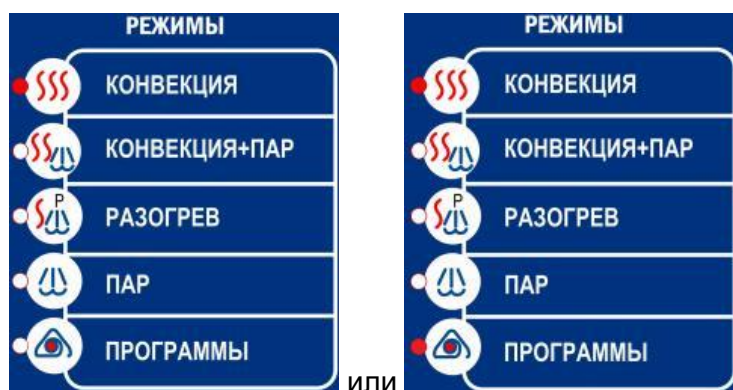 РЕЖИМЫ
КОНВЕКЦИЯ
КОНВЕКЦИЯ+ПАР
Р
РАЗОГРЕВ
ПАР
ПРОГРАММЫ
или
РЕЖИМЫ
КОНВЕКЦИЯ
КОНВЕКЦИЯ+ПАР
Р
РАЗОГРЕВ
ПАР
ПРОГРАММЫ